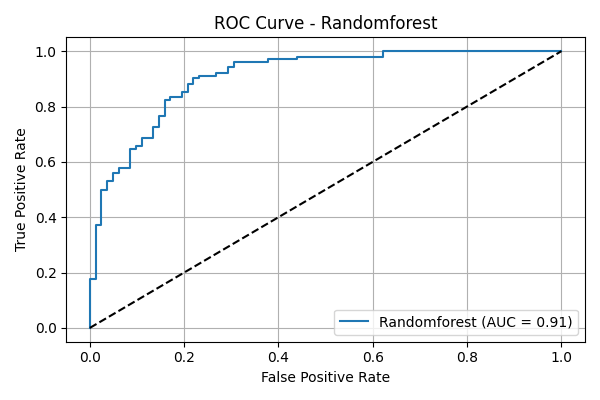 ROC Curve - Randomforest
True Positive Rate
1.0
0.8
0.6
0.4
0.2
0.0
Randomforest (AUC = 0.91)
0.0 0.2 0.4 0.6 0.8 1.0
False Positive Rate